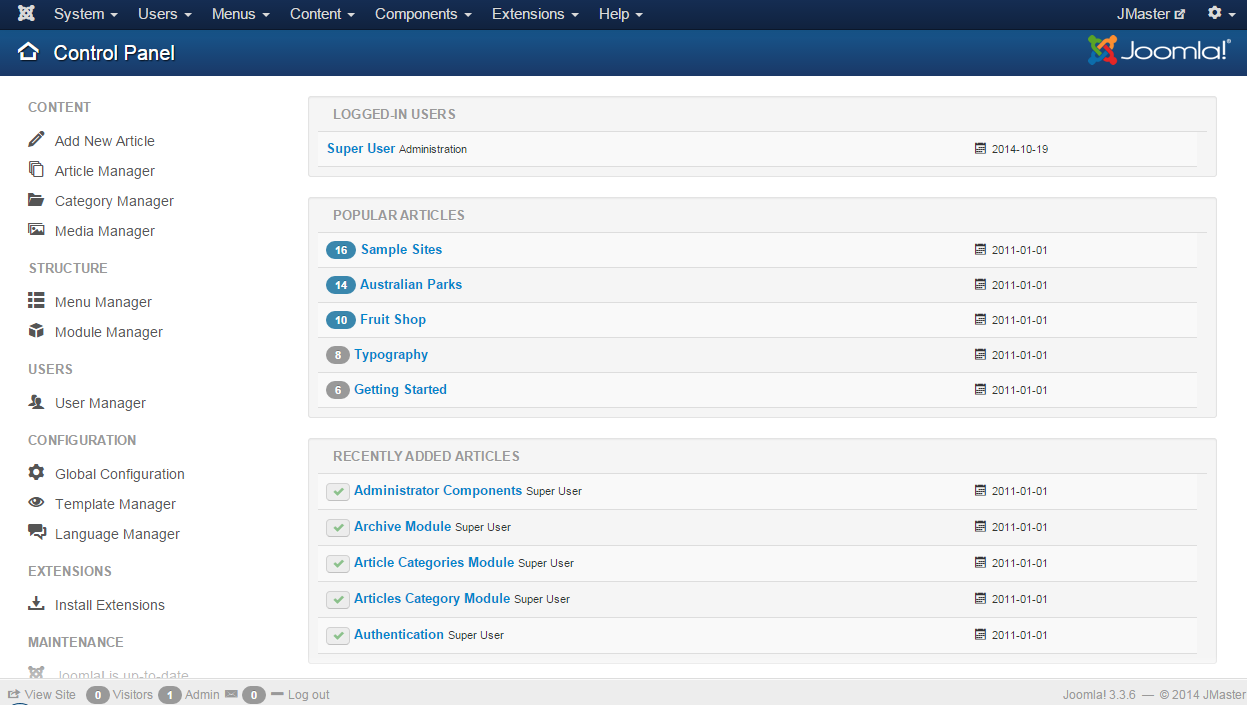 System Users Menus Content Components Extensions Help JMaster
Control Panel Joomla!®
CONTENT
Add New Article
Article Manager
Category Manager
Media Manager
STRUCTURE
Menu Manager
Module Manager
USERS
User Manager
CONFIGURATION
Global Configuration
Template Manager
Language Manager
EXTENSIONS
Install Extensions
MAINTENANCE
Joomla! is up-to-date
LOGGED-IN USERS
Super User Administration 2014-10-19
POPULAR ARTICLES
16 Sample Sites 2011-01-01
14 Australian Parks 2011-01-01
10 Fruit Shop 2011-01-01
8 Typography 2011-01-01
6 Getting Started 2011-01-01
RECENTLY ADDED ARTICLES
Administrator Components Super User 2011-01-01
Archive Module Super User 2011-01-01
Article Categories Module Super User 2011-01-01
Articles Category Module Super User 2011-01-01
Authentication Super User 2011-01-01
View Site 0 Visitors 1 Admin 0 Log out Joomla! 3.3.6 — © 2014 JMaster